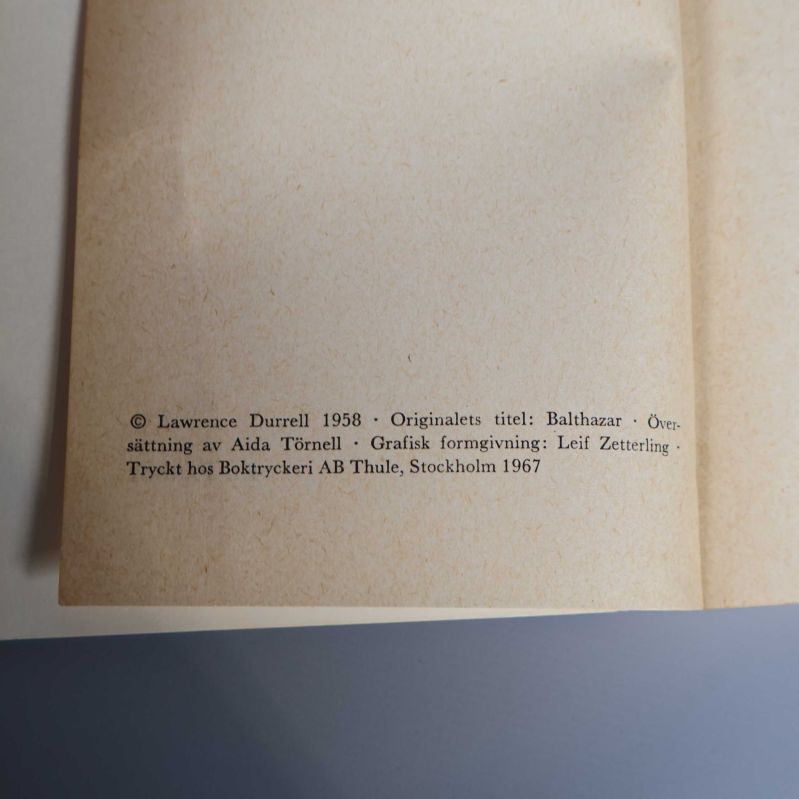 © Lawrence Durrell 1958 · Originalets titel: Balthazar · Över-
sättning av Aida Törnell · Grafisk formgivning: Leif Zetterling ·
Tryckt hos Boktryckeri AB Thule, Stockholm 1967